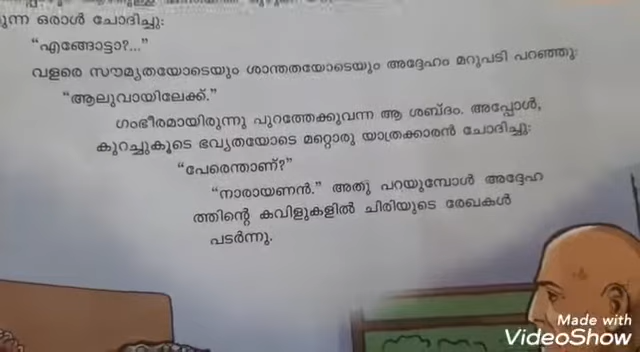 ഒരാൾ ചോദിച്ചു:
“എങ്ങോട്ടാ?...”
വളരെ സൗമ്യതയോടെയും ശാന്തതയോടെയും അദ്ദേഹം മറുപടി പറഞ്ഞു:
“ആലുവായിലേക്ക്.”
ഗംഭീരമായിരുന്നു പുറത്തേക്കുവന്ന ആ ശബ്ദം. അപ്പോൾ,
കുറച്ചുകൂടെ ഭവ്യതയോടെ മറ്റൊരു യാത്രക്കാരൻ ചോദിച്ചു:
“പേരെന്താണ്?”
“നാരായണൻ.” അതു പറയുമ്പോൾ അദ്ദേഹ
ത്തിന്റെ കവിളുകളിൽ ചിരിയുടെ രേഖകൾ
പടർന്നു.
Made with
VideoShow